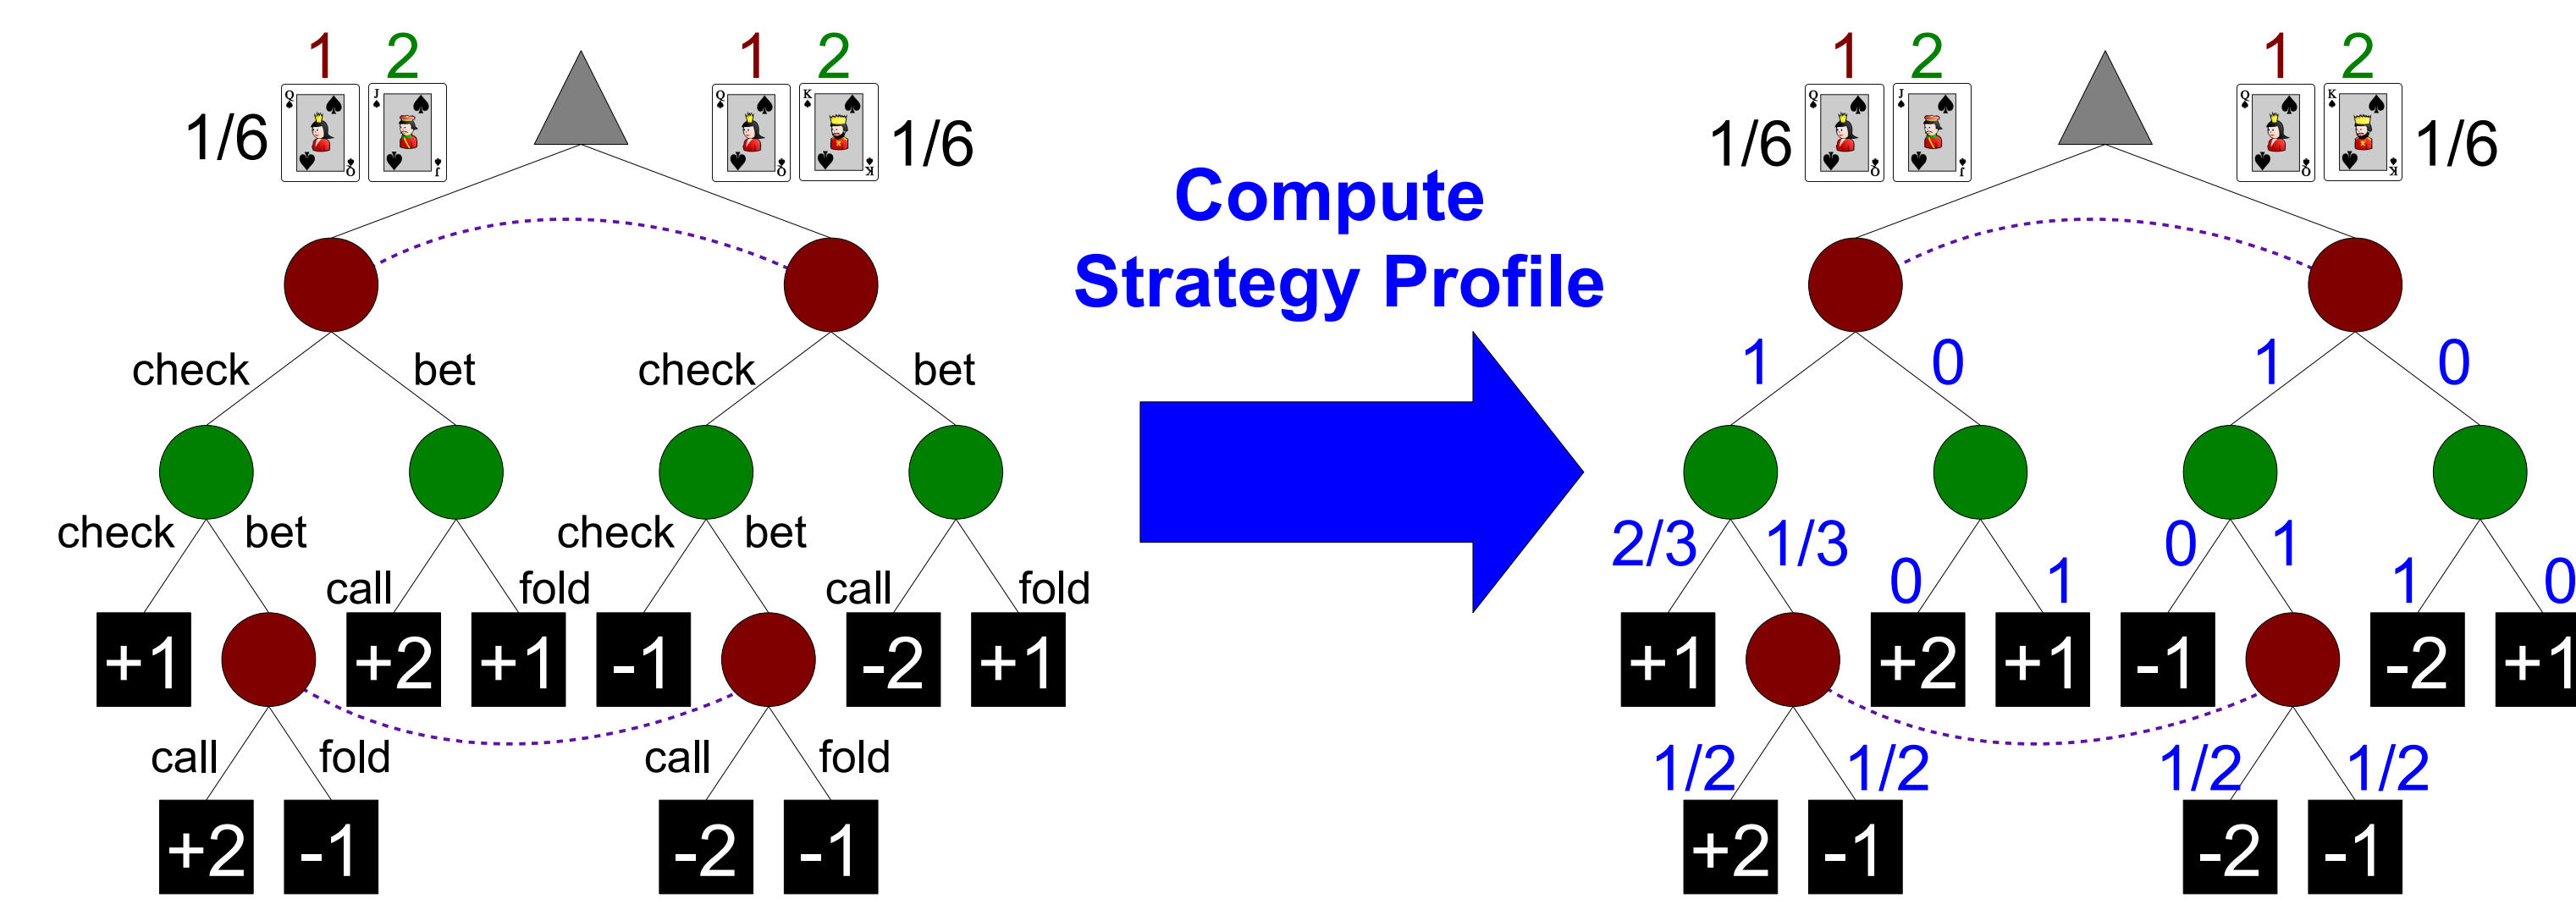 1 2 1 2 1 2 1 2
Q J Q K Q J Q K
1/6 1/6 1/6 1/6
Q J Q K Q J Q K
Compute
Strategy Profile
check bet check bet 1 0 1 0
check bet check bet 2/3 1/3 0 1
call fold call fold 0 1 1 0
+1 +2 +1 -1 -2 +1 +1 +2 +1 -1 -2 +1
call fold call fold 1/2 1/2 1/2 1/2
+2 -1 -2 -1 +2 -1 -2 -1